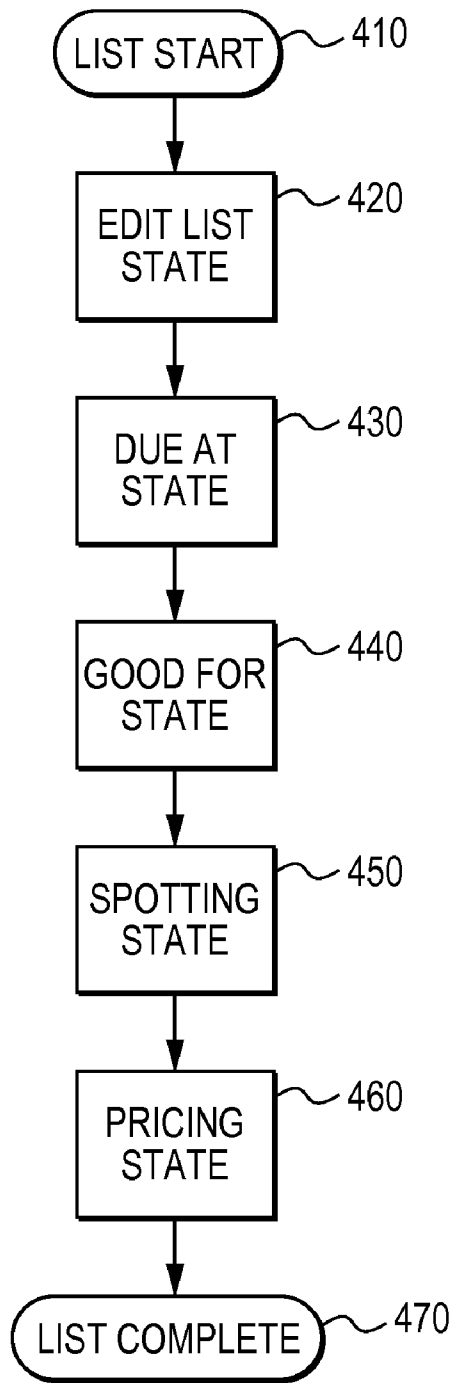 LIST START
410
EDIT LIST
STATE
420
DUE AT
STATE
430
GOOD FOR
STATE
440
SPOTTING
STATE
450
PRICING
STATE
460
LIST COMPLETE
470